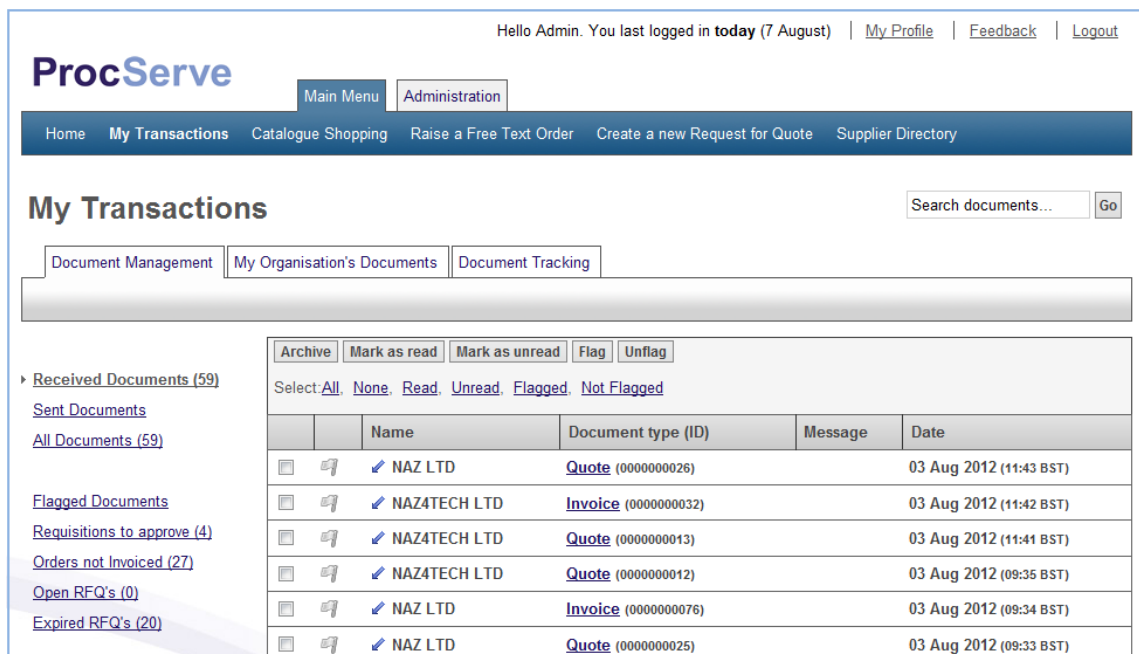 Hello Admin. You last logged in today (7 August) | My Profile | Feedback | Logout
ProcServe
Main Menu Administration
Home My Transactions Catalogue Shopping Raise a Free Text Order Create a new Request for Quote Supplier Directory
My Transactions
Search documents... Go
Document Management My Organisation's Documents Document Tracking
Archive Mark as read Mark as unread Flag Unflag
Select:All, None, Read, Unread, Flagged, Not Flagged
Received Documents (59)
Sent Documents
All Documents (59)
Flagged Documents
Requisitions to approve (4)
Orders not Invoiced (27)
Open RFQ's (0)
Expired RFQ's (20)
Name Document type (ID) Message Date
NAZ LTD Quote (0000000026) 03 Aug 2012 (11:43 BST)
NAZ4TECH LTD Invoice (0000000032) 03 Aug 2012 (11:42 BST)
NAZ4TECH LTD Quote (0000000013) 03 Aug 2012 (11:41 BST)
NAZ4TECH LTD Quote (0000000012) 03 Aug 2012 (09:35 BST)
NAZ LTD Invoice (0000000076) 03 Aug 2012 (09:34 BST)
NAZ LTD Quote (0000000025) 03 Aug 2012 (09:33 BST)